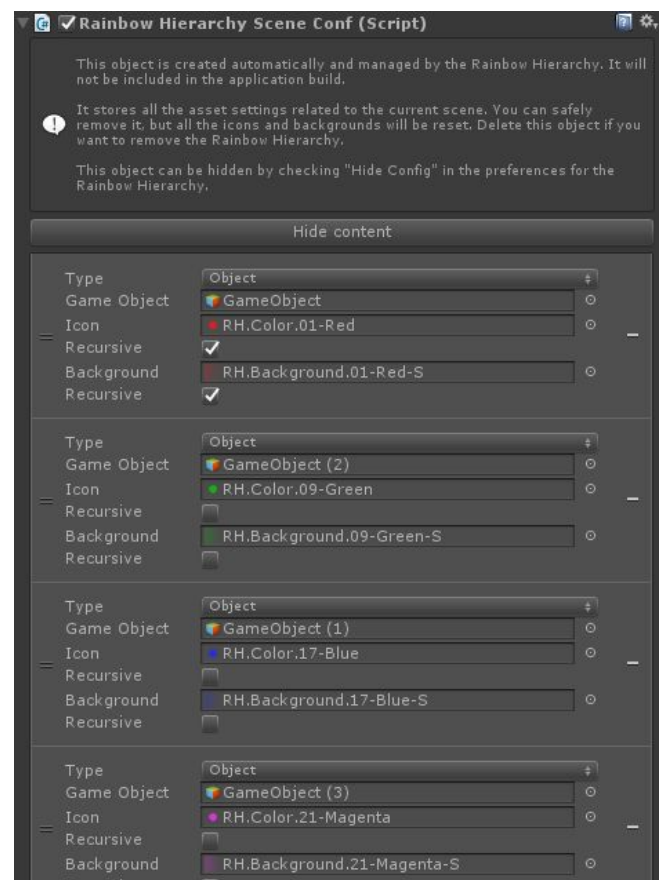 Rainbow Hierarchy Scene Conf (Script)
This object is created automatically and managed by the Rainbow Hierarchy. It will
not be included in the application build.
It stores all the asset settings related to the current scene. You can safely
remove it, but all the icons and backgrounds will be reset. Delete this object if you
want to remove the Rainbow Hierarchy.
This object can be hidden by checking "Hide Config" in the preferences for the
Rainbow Hierarchy.
Hide content
Type Object
Game Object GameObject
Icon RH.Color.01-Red
Recursive
Background RH.Background.01-Red-S
Recursive
Type Object
Game Object GameObject (2)
Icon RH.Color.09-Green
Recursive
Background RH.Background.09-Green-S
Recursive
Type Object
Game Object GameObject (1)
Icon RH.Color.17-Blue
Recursive
Background RH.Background.17-Blue-S
Recursive
Type Object
Game Object GameObject (3)
Icon RH.Color.21-Magenta
Recursive
Background RH.Background.21-Magenta-S